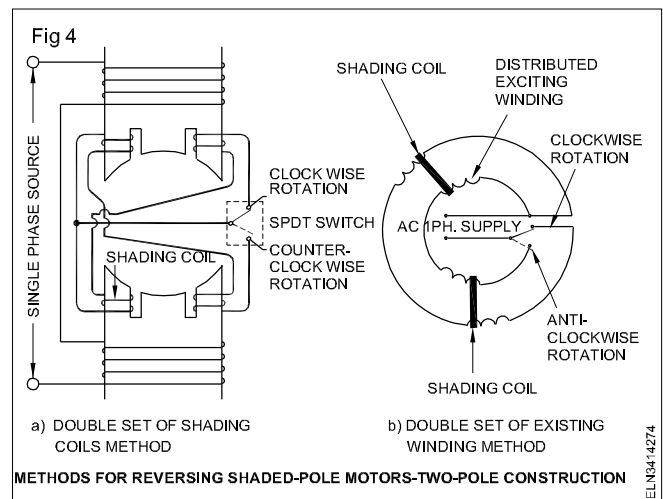 Fig 4
SINGLE PHASE SOURCE
CLOCK WISE
ROTATION
SPDT SWITCH
COUNTER-
CLOCK WISE
ROTATION
SHADING COIL
a) DOUBLE SET OF SHADING
COILS METHOD
SHADING COIL
DISTRIBUTED
EXCITING
WINDING
CLOCKWISE
ROTATION
AC 1PH. SUPPLY
ANTI-
CLOCKWISE
ROTATION
SHADING COIL
b) DOUBLE SET OF EXISTING
WINDING METHOD
METHODS FOR REVERSING SHADED-POLE MOTORS-TWO-POLE CONSTRUCTION
ELN3414274